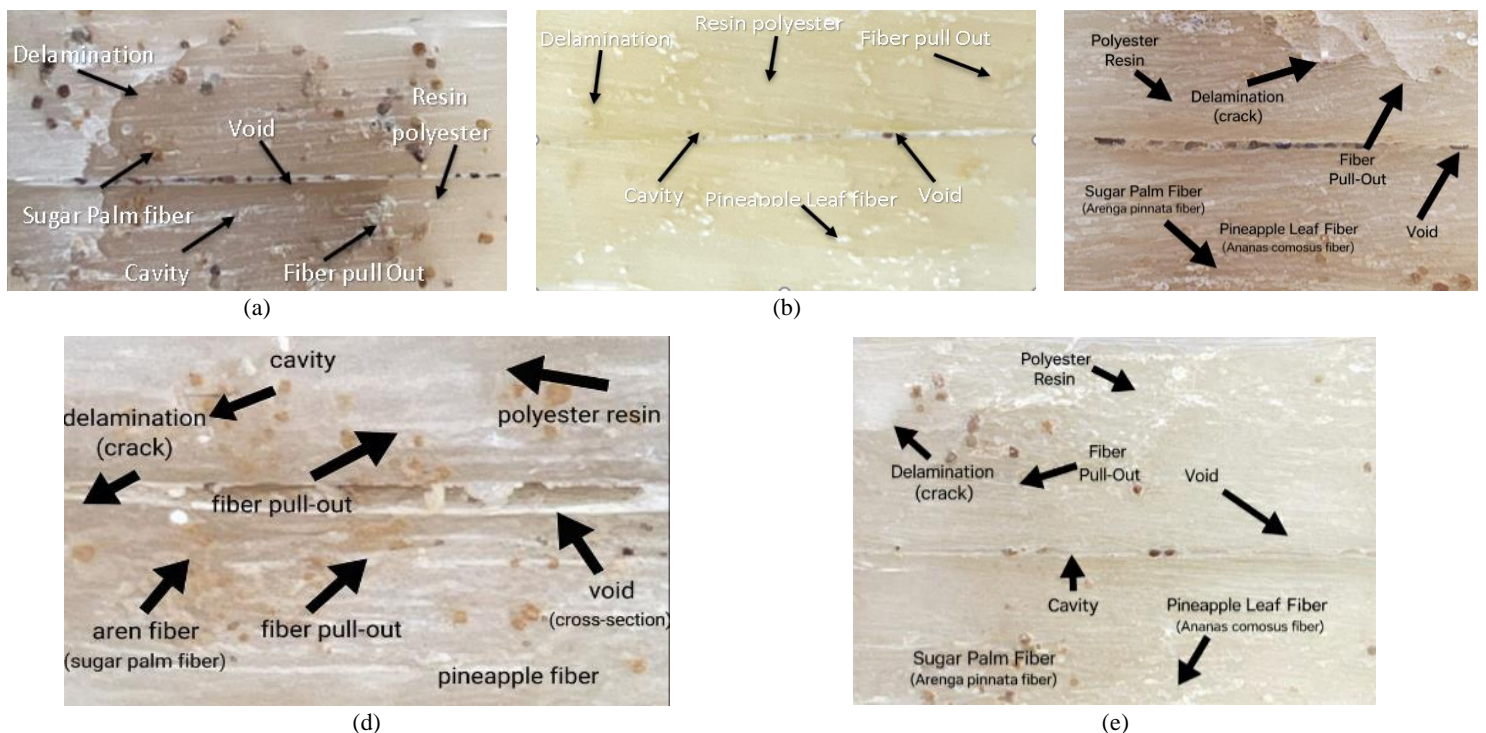 Delamination
Resin
polyester
Void
Sugar Palm fiber
Cavity
Fiber pull Out
(a)
Resin polyester
Delamination
Fiber pull Out
Cavity
Pineapple Leaf fiber
Void
(b)
Polyester
Resin
Delamination
(crack)
Fiber
Pull-Out
Sugar Palm Fiber
(Arenga pinnata fiber)
Pineapple Leaf Fiber
(Ananas comosus fiber)
Void
cavity
delamination
(crack)
polyester resin
fiber pull-out
void
(cross-section)
aren fiber
(sugar palm fiber)
fiber pull-out
pineapple fiber
(d)
Polyester
Resin
Delamination
(crack)
Fiber
Pull-Out
Void
Cavity
Pineapple Leaf Fiber
(Ananas comosus fiber)
Sugar Palm Fiber
(Arenga pinnata fiber)
(e)